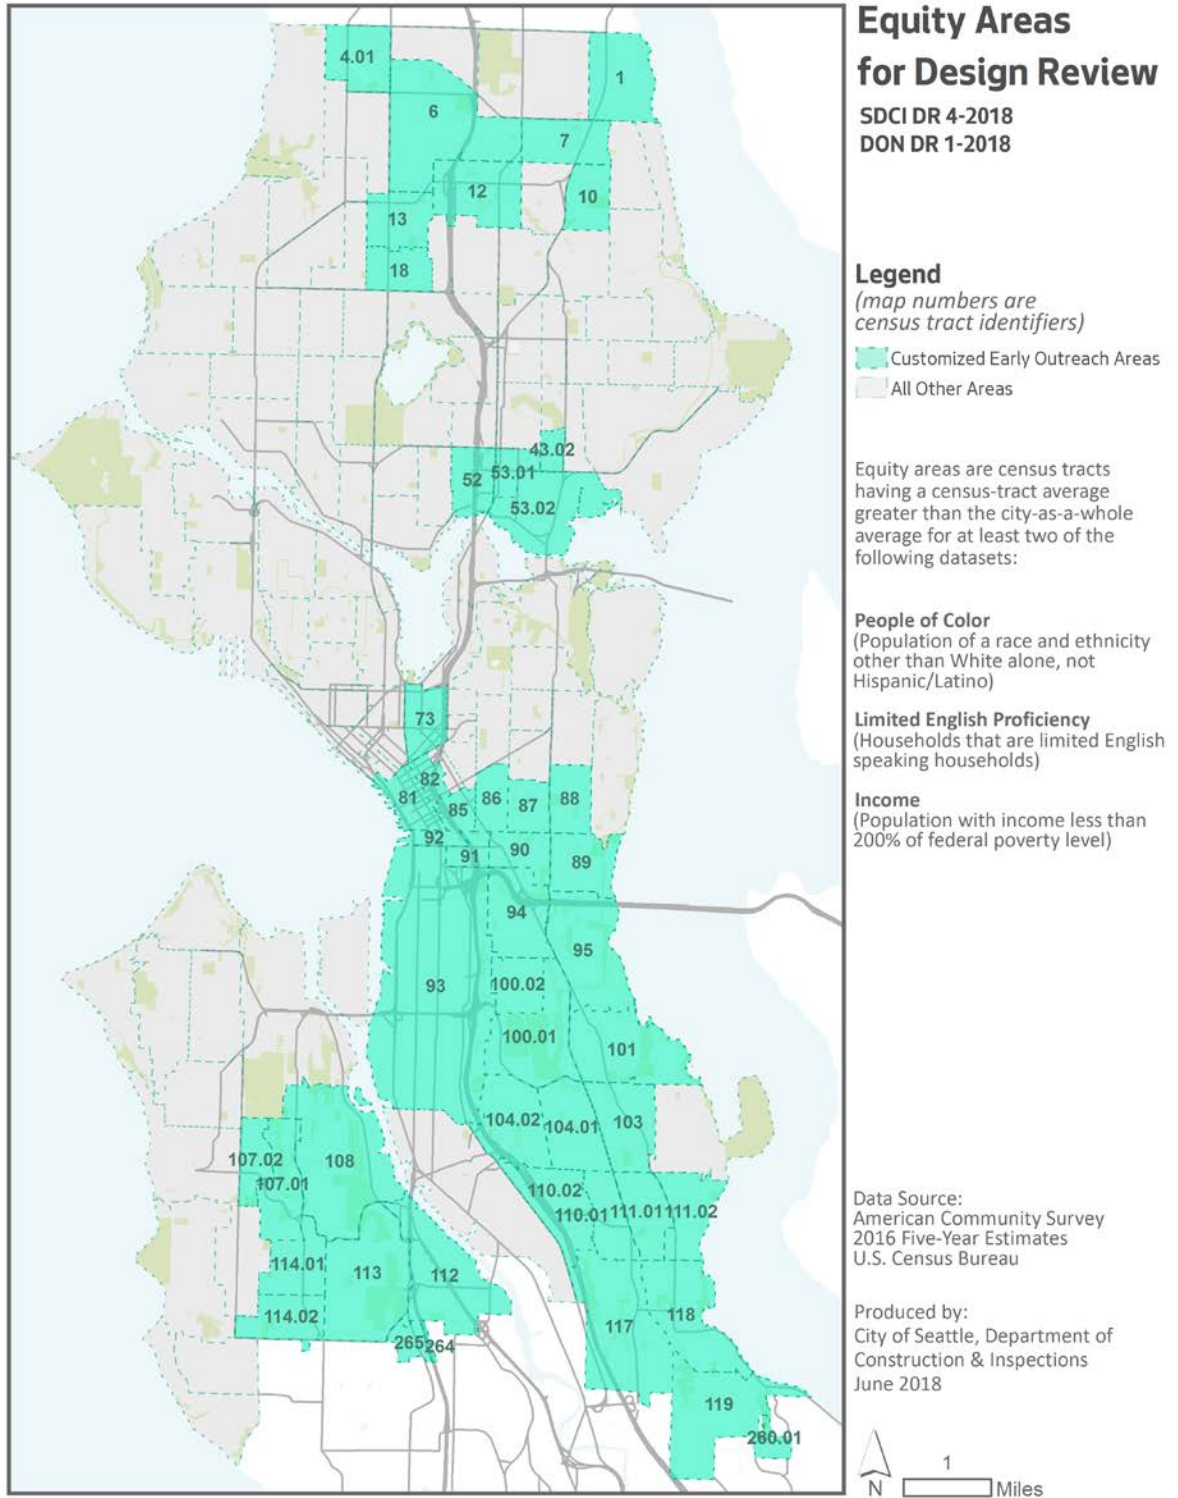 Equity Areas
for Design Review
SDCI DR 4-2018
DON DR 1-2018
Legend
(map numbers are
census tract identifiers)
Customized Early Outreach Areas
All Other Areas
Equity areas are census tracts
having a census-tract average
greater than the city-as-a-whole
average for at least two of the
following datasets:
People of Color
(Population of a race and ethnicity
other than White alone, not
Hispanic/Latino)
Limited English Proficiency
(Households that are limited English
speaking households)
Income
(Population with income less than
200% of federal poverty level)
Data Source:
American Community Survey
2016 Five-Year Estimates
U.S. Census Bureau
Produced by:
City of Seattle, Department of
Construction & Inspections
June 2018
N
1
Miles
4.01
1
6
7
12
10
13
18
43.02
52
53.01
53.02
73
82
81
85
86
87
88
92
91
90
89
94
95
93
100.02
100.01
101
104.02
104.01
103
107.02
108
107.01
110.02
110.01
111.01
111.02
114.01
113
112
114.02
117
118
265
264
119
260.01